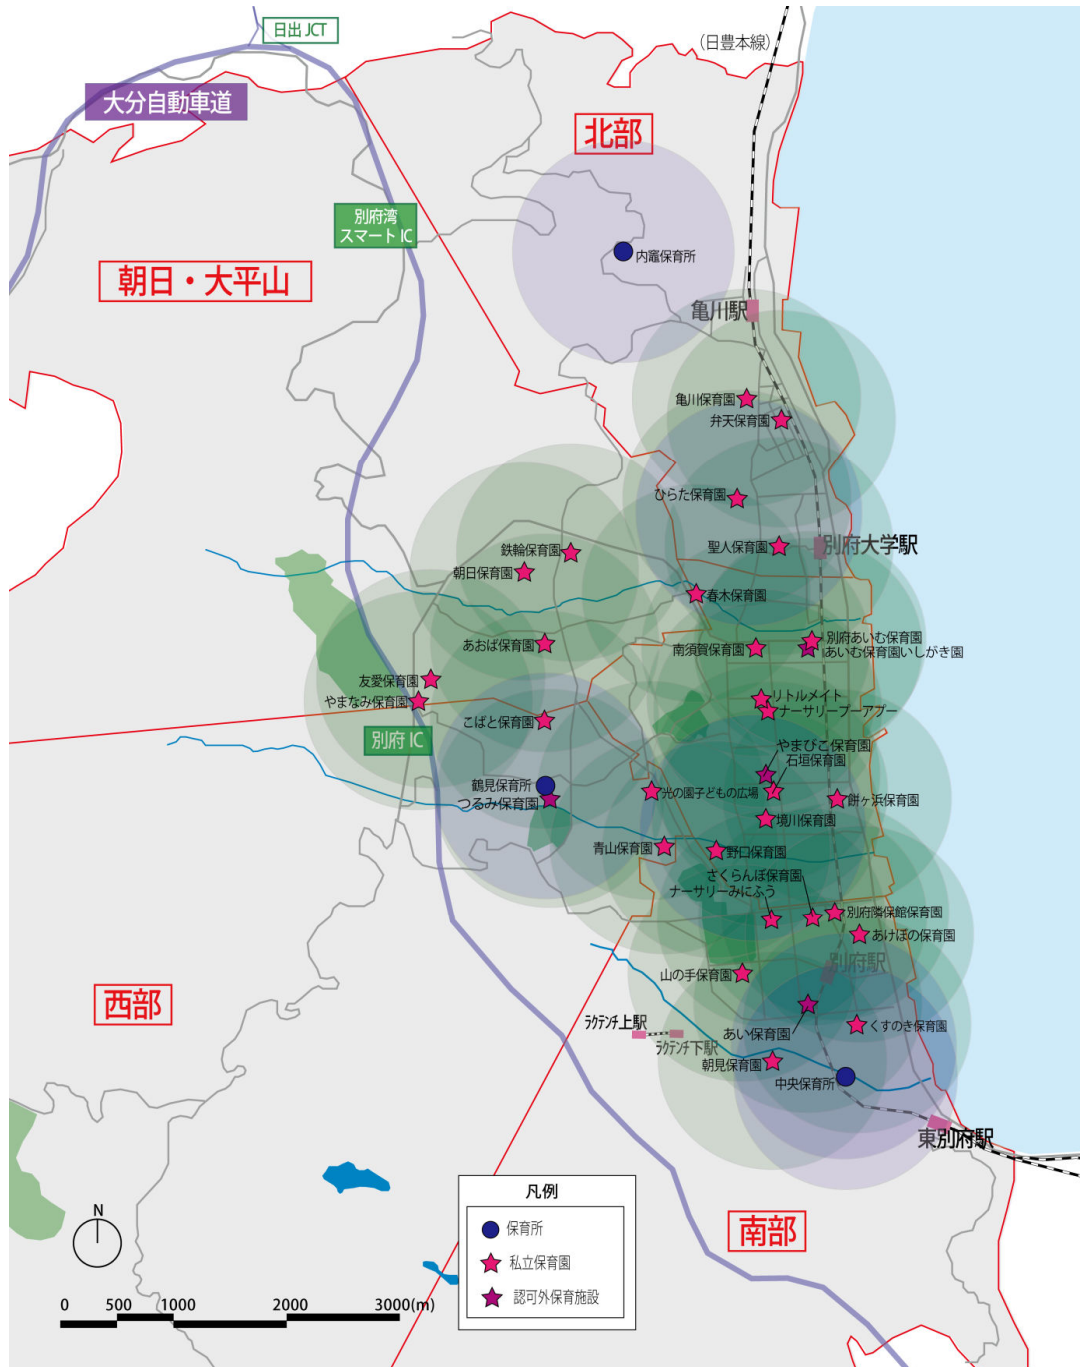 日出 JCT
(日豊本線)
大分自動車道
北部
別府湾
スマート IC
内竈保育所
朝日・大平山
亀川駅
亀川保育園
弁天保育園
ひらた保育園
聖人保育園
別府大学駅
鉄輪保育園
朝日保育園
春木保育園
あおば保育園
南須賀保育園
別府あいむ保育園
あいむ保育園いしがき園
友愛保育園
やまなみ保育園
リトルメイト
ナーサリープーアプー
こばと保育園
別府 IC
やまびこ保育園
石垣保育園
鶴見保育所
つるみ保育園
光の園子どもの広場
餅ヶ浜保育園
境川保育園
青山保育園
野口保育園
さくらんぼ保育園
ナーサリーみにふう
別府隣保館保育園
あけぼの保育園
山の手保育園
別府駅
西部
ラクテンチ上駅
ラクテンチ下駅
あい保育園
くすのき保育園
朝見保育園
中央保育所
東別府駅
凡例
保育所
私立保育園
認可外保育施設
南部
N
0 500 1000 2000 3000(m)